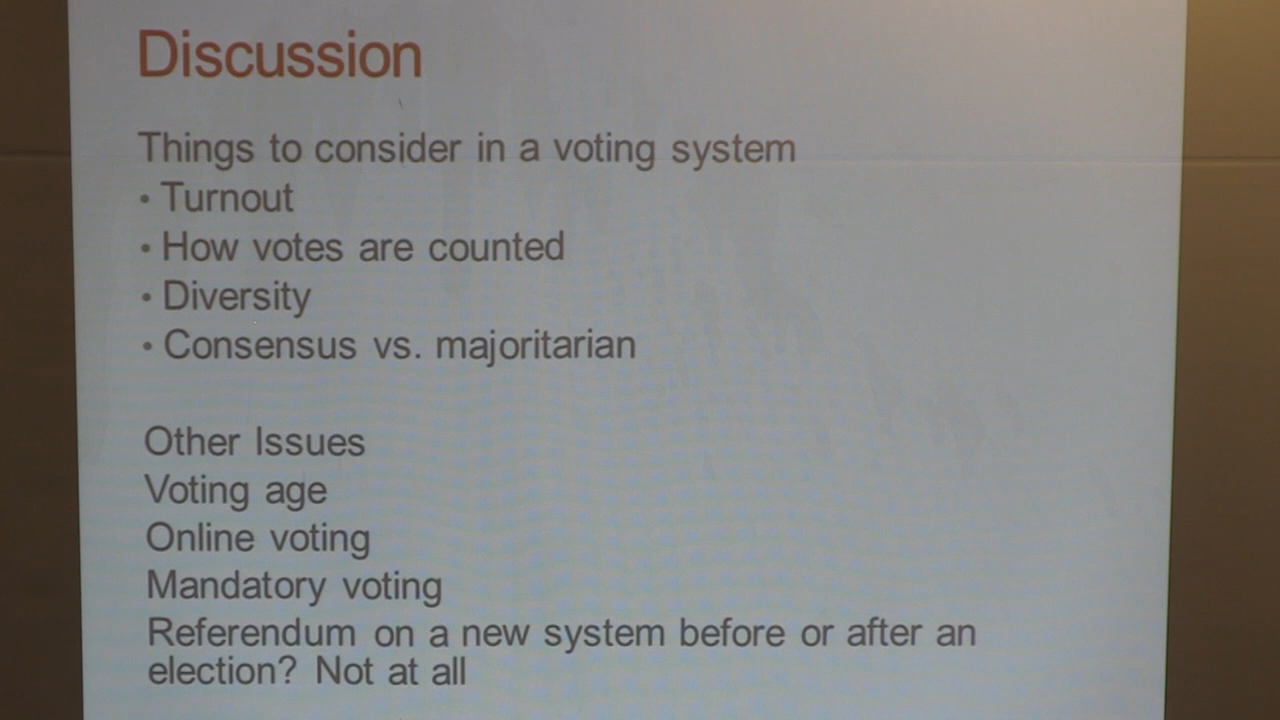 Discussion
Things to consider in a voting system
• Turnout
• How votes are counted
• Diversity
• Consensus vs. majoritarian
Other Issues
Voting age
Online voting
Mandatory voting
Referendum on a new system before or after an
election? Not at all